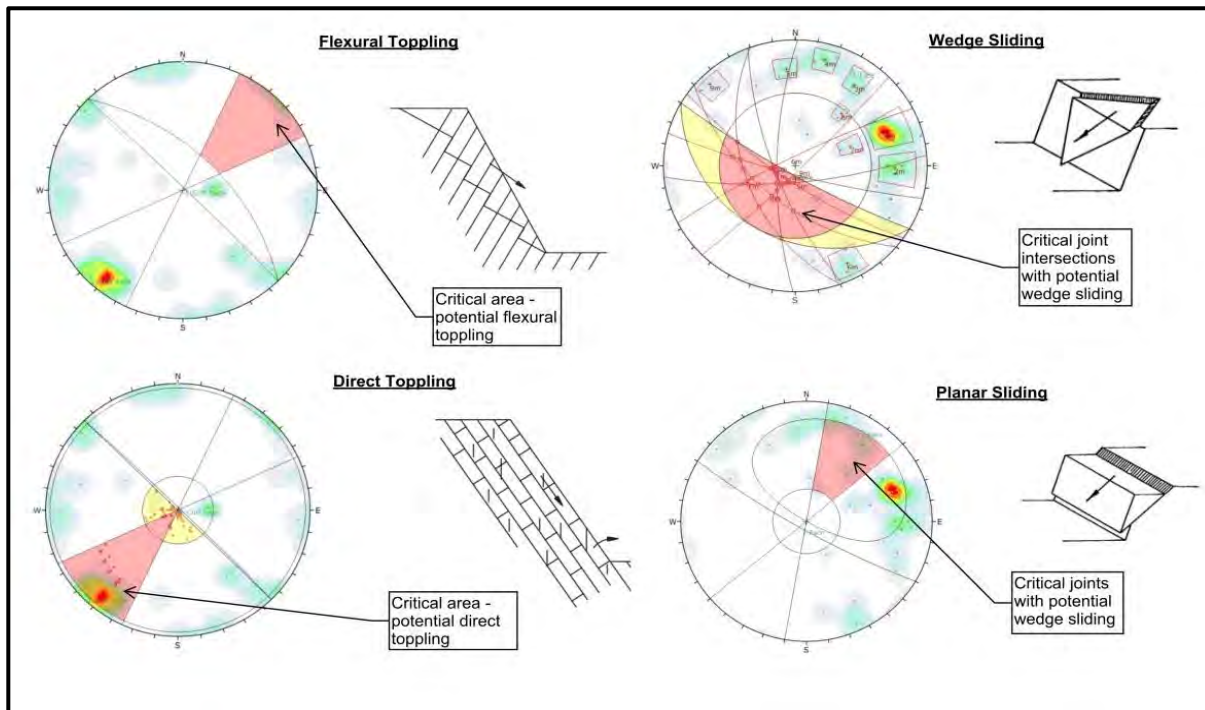 Flexural Toppling
N
W
E
S
Critical area -
potential flexural
toppling
Wedge Sliding
N
W
E
S
Critical joint
intersections
with potential
wedge sliding
Direct Toppling
N
W
E
S
Critical area -
potential direct
toppling
Planar Sliding
N
W
E
S
Critical joints
with potential
wedge sliding